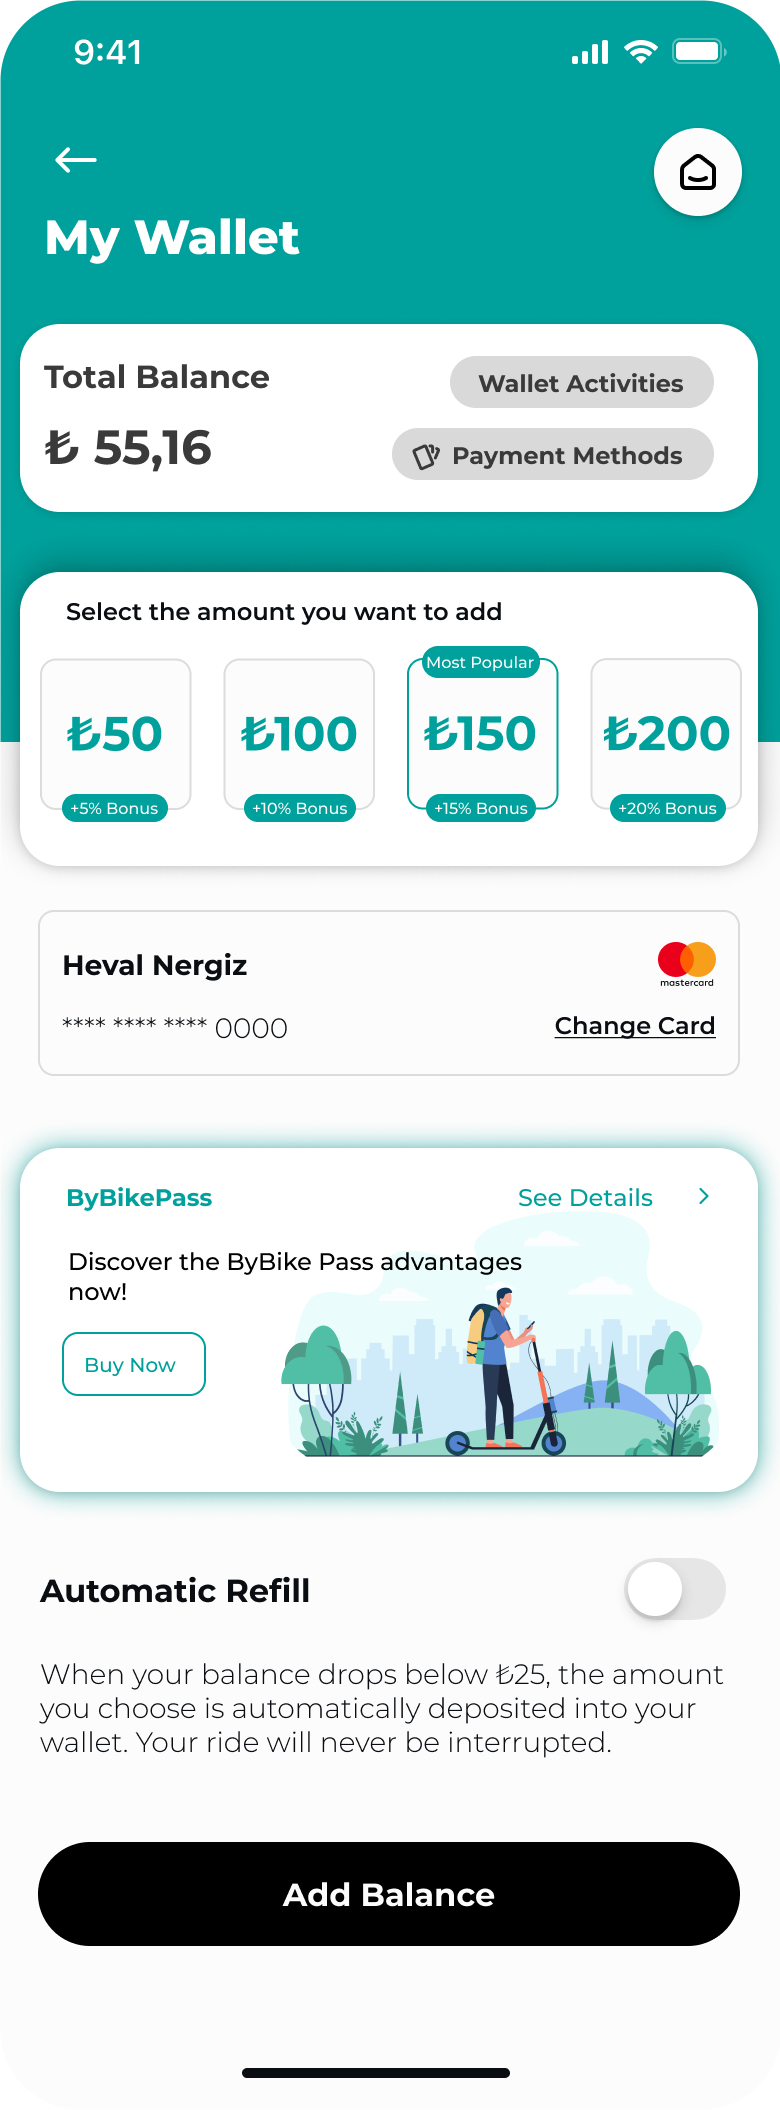 9:41
My Wallet
Total Balance
Wallet Activities
₺ 55,16
Payment Methods
Select the amount you want to add
Most Popular
₺50
₺100
₺150
₺200
+5% Bonus
+10% Bonus
+15% Bonus
+20% Bonus
Heval Nergiz
mastercard
**** **** **** 0000
Change Card
ByBikePass
See Details
Discover the ByBike Pass advantages
now!
Buy Now
Automatic Refill
When your balance drops below ₺25, the amount
you choose is automatically deposited into your
wallet. Your ride will never be interrupted.
Add Balance